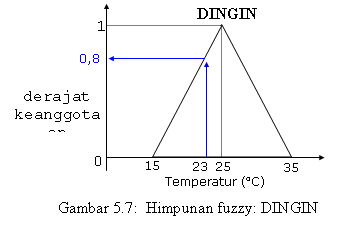 DINGIN
1
0,8
derajat
keanggota
0
15 23 25 35
Temperatur (°C)
Gambar 5.7: Himpunan fuzzy: DINGIN